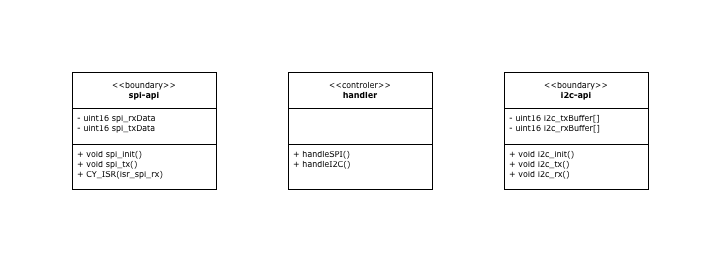 <<boundary>>
spi-api
- uint16 spi_rxData
- uint16 spi_txData
+ void spi_init()
+ void spi_tx()
+ CY_ISR(isr_spi_rx)
<<controler>>
handler
+ handleSPI()
+ handleI2C()
<<boundary>>
i2c-api
- uint16 i2c_txBuffer[]
- uint16 i2c_rxBuffer[]
+ void i2c_init()
+ void i2c_tx()
+ void i2c_rx()